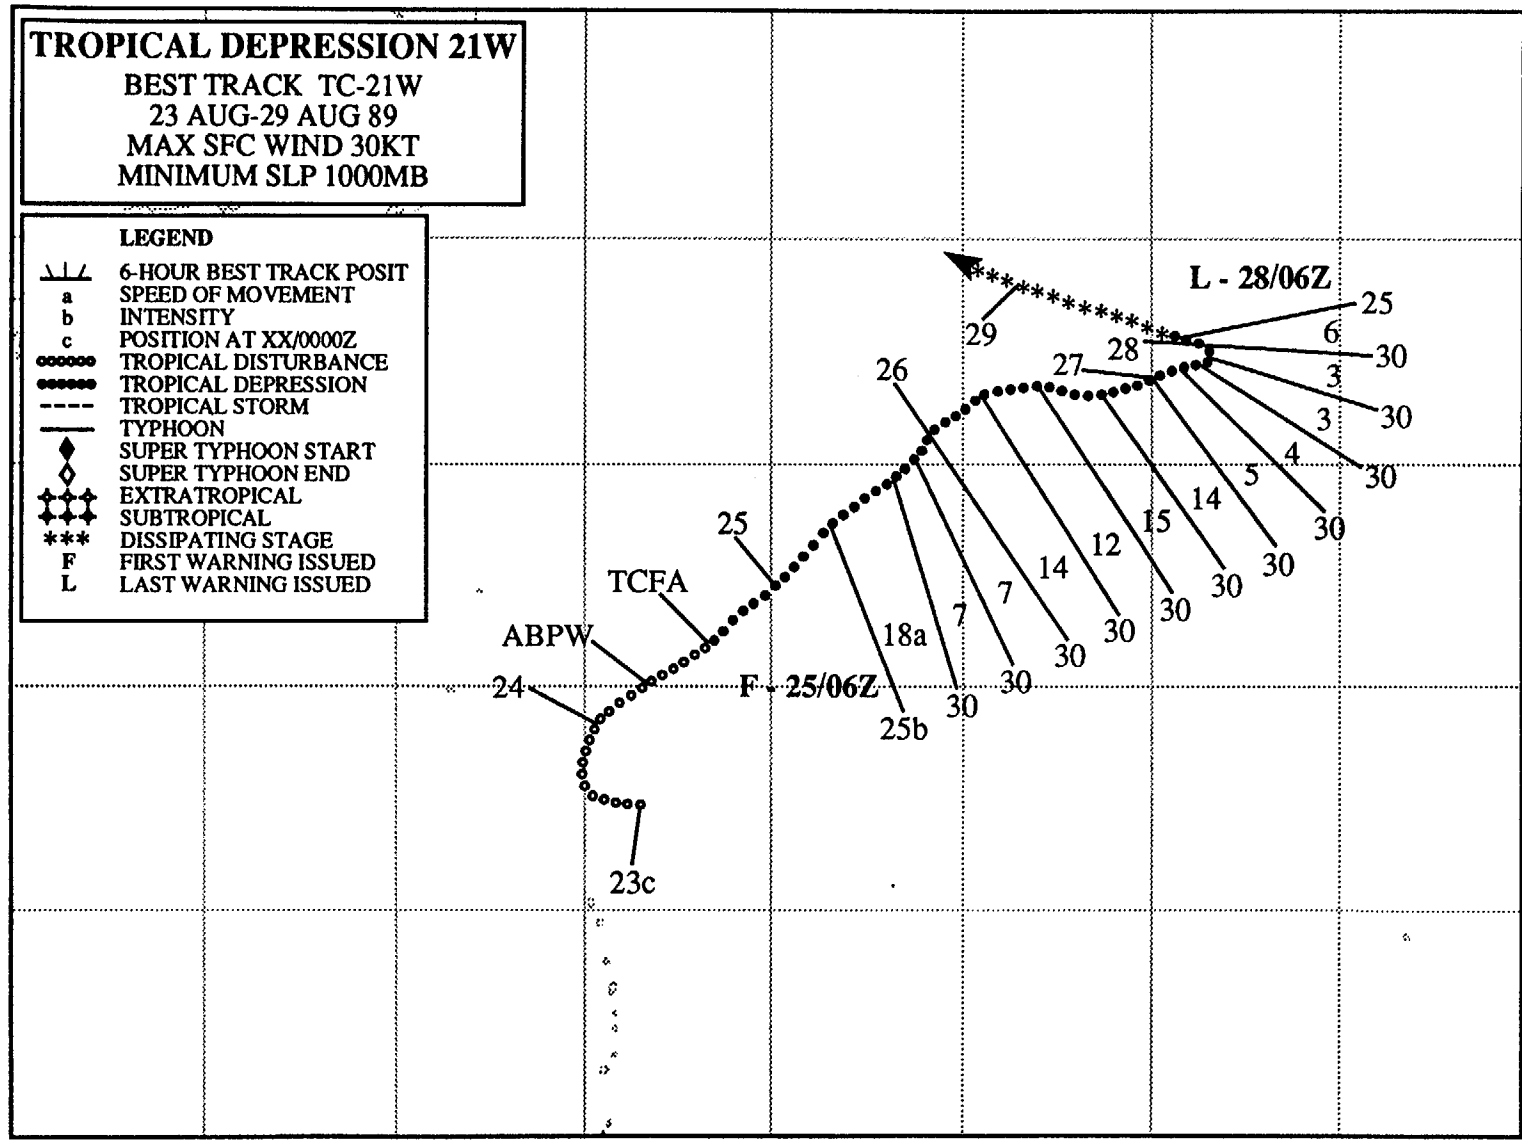 TROPICAL DEPRESSION 21W
BEST TRACK TC-21W
23 AUG-29 AUG 89
MAX SFC WIND 30KT
MINIMUM SLP 1000MB
LEGEND
6-HOUR BEST TRACK POSIT
a SPEED OF MOVEMENT
b INTENSITY
c POSITION AT XX/0000Z
TROPICAL DISTURBANCE
TROPICAL DEPRESSION
TROPICAL STORM
TYPHOON
SUPER TYPHOON START
SUPER TYPHOON END
EXTRATROPICAL
SUBTROPICAL
*** DISSIPATING STAGE
F FIRST WARNING ISSUED
L LAST WARNING ISSUED
L - 28/06Z
25
6
29
28
30
27
26
3
30
3
4
30
5
14
30
15
25
12
30
14
30
TCFA
7
30
7
30
ABPW
18a
30
30
24
F - 25/06Z
30
25b
23c